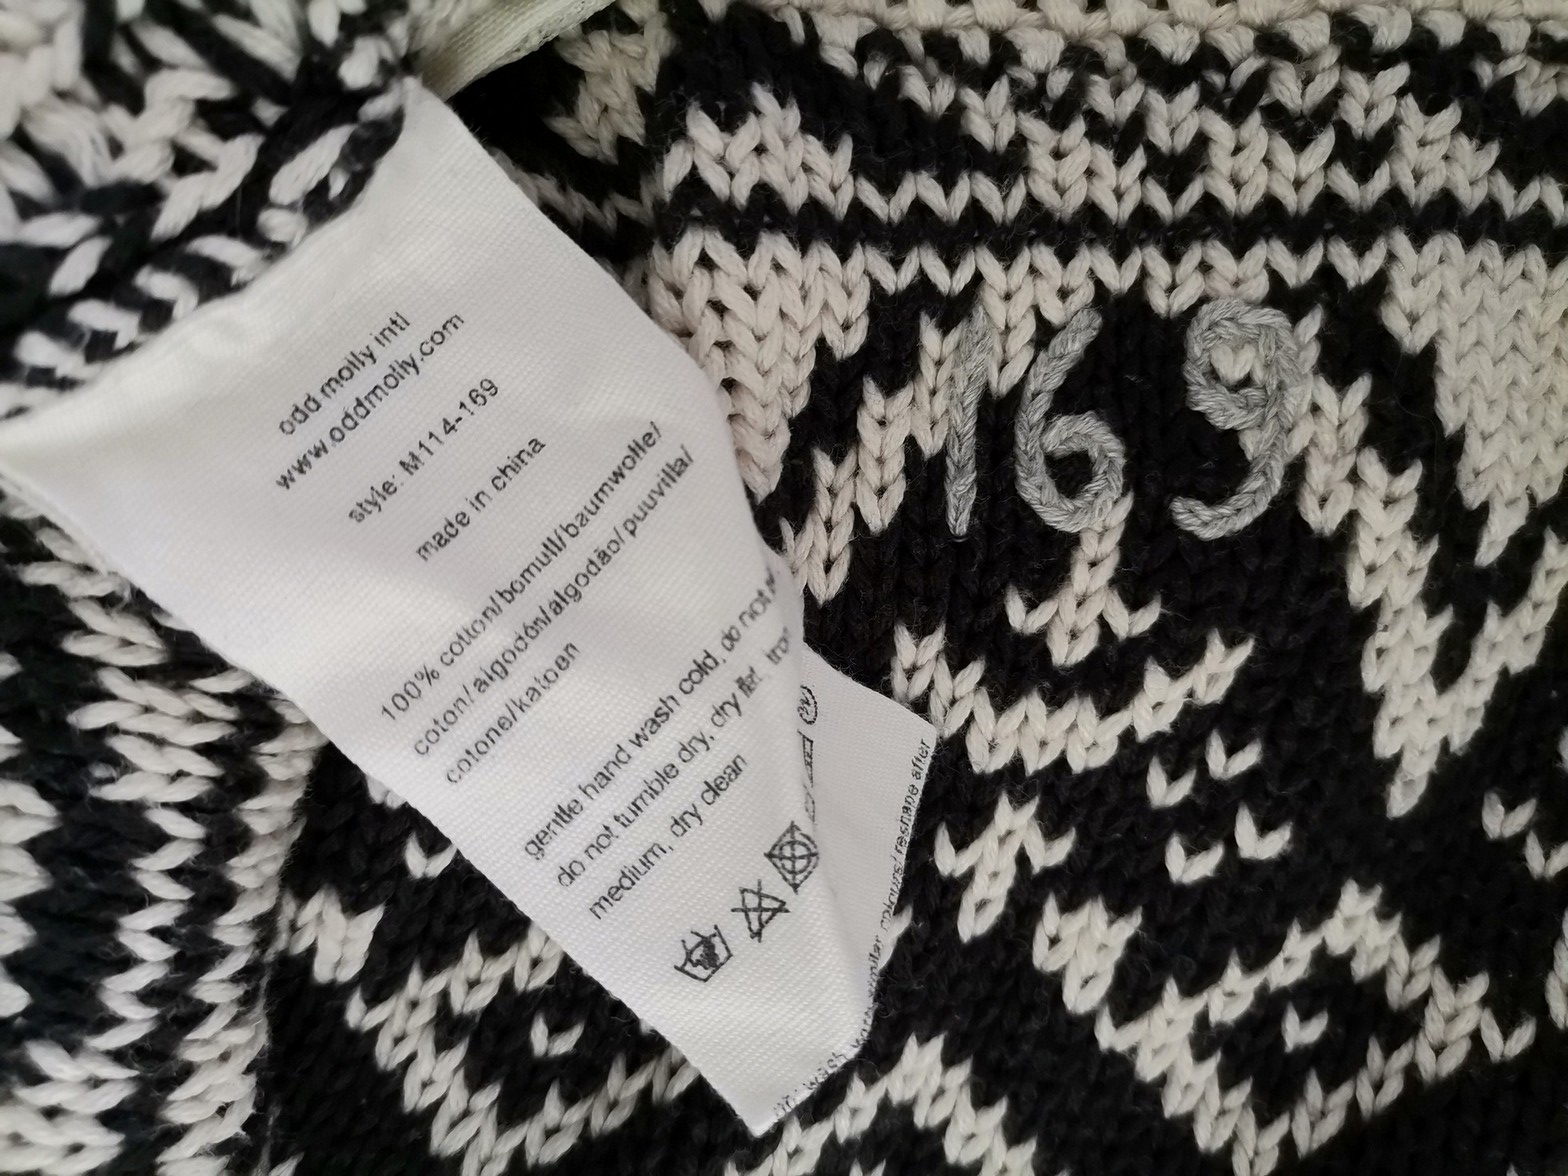 odd molly intl
www.oddmolly.com
style: M114-169
made in china
100% cotton/bomull/baumwolle/
coton/algodón/algodão/puuvilla/
cotone/katoan
gentle hand wash cold, do not
do not tumble dry, dry flat, iron
medium, dry clean
169